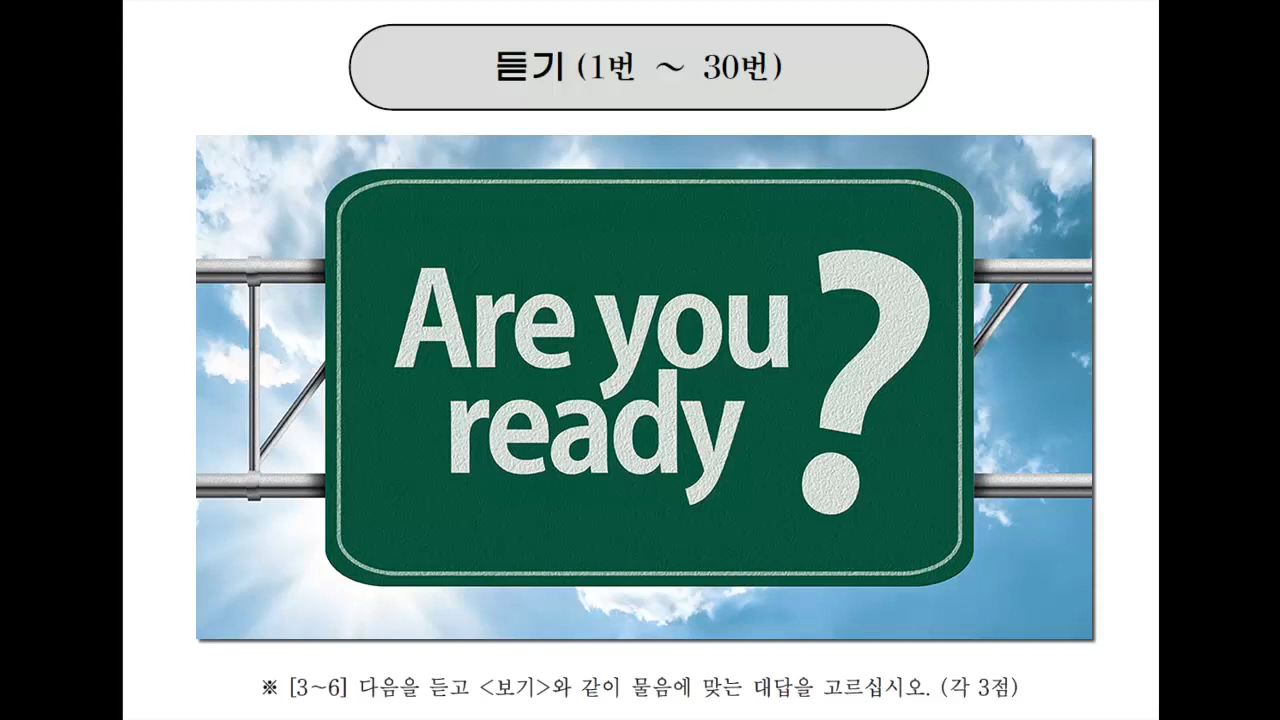 듣기 (1번 ～ 30번)
Are you
ready ?
※ [3~6] 다음을 듣고 <보기>와 같이 물음에 맞는 대답을 고르십시오. (각 3점)